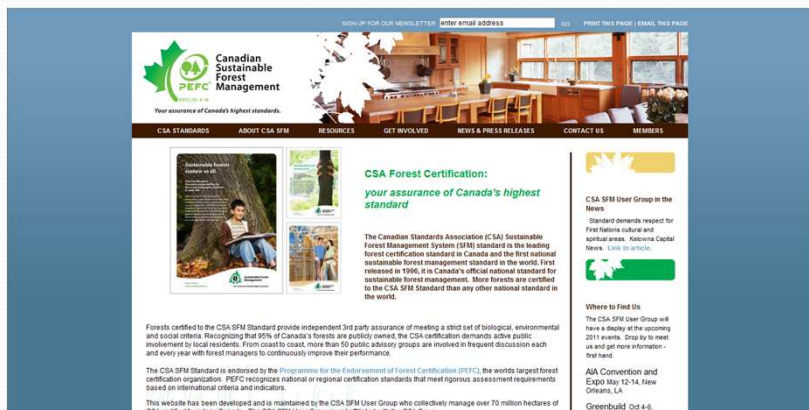 SIGN UP FOR OUR NEWSLETTER enter email address GO PRINT THIS PAGE | EMAIL THIS PAGE
Canadian
Sustainable
Forest
Management
PEFC
Your assurance of Canada's highest standards.
CSA STANDARDS ABOUT CSA SFM RESOURCES GET INVOLVED NEWS & PRESS RELEASES CONTACT US MEMBERS
Sustainable forests
sustain us all.
CSA Forest Certification:
your assurance of Canada's highest
standard
The Canadian Standards Association (CSA) Sustainable
Forest Management System (SFM) standard is the leading
forest certification standard in Canada and the first national
sustainable forest management standard in the world. First
released in 1996, it is Canada's official national standard for
sustainable forest management. More forests are certified
to the CSA SFM Standard than any other national standard in
the world.
Forests certified to the CSA SFM Standard provide independent 3rd party assurance of meeting a strict set of biological, environmental
and social criteria. Recognizing that 95% of Canada's forests are publicly owned, the CSA certification demands active public
involvement by local residents. From coast to coast, more than 50 public advisory groups are involved in frequent discussion each
and every year with forest managers to continuously improve their performance.
The CSA SFM Standard is endorsed by the Programme for the Endorsement of Forest Certification (PEFC), the worlds largest forest
certification organization. PEFC recognizes national or regional certification standards that meet rigorous assessment requirements
based on international criteria and indicators.
This website has been developed and is maintained by the CSA SFM User Group who collectively manage over 70 million hectares of
CSA SFM User Group in the
News
Standard demands respect for
First Nations cultural and
spiritual areas. Kelowna Capital
News. Link to article.
Where to Find Us
The CSA SFM User Group will
have a display at the upcoming
2011 events. Drop by to meet
us and get more information -
first hand.
AIA Convention and
Expo May 12-14, New
Orleans, LA
Greenbuild Oct 4-6,